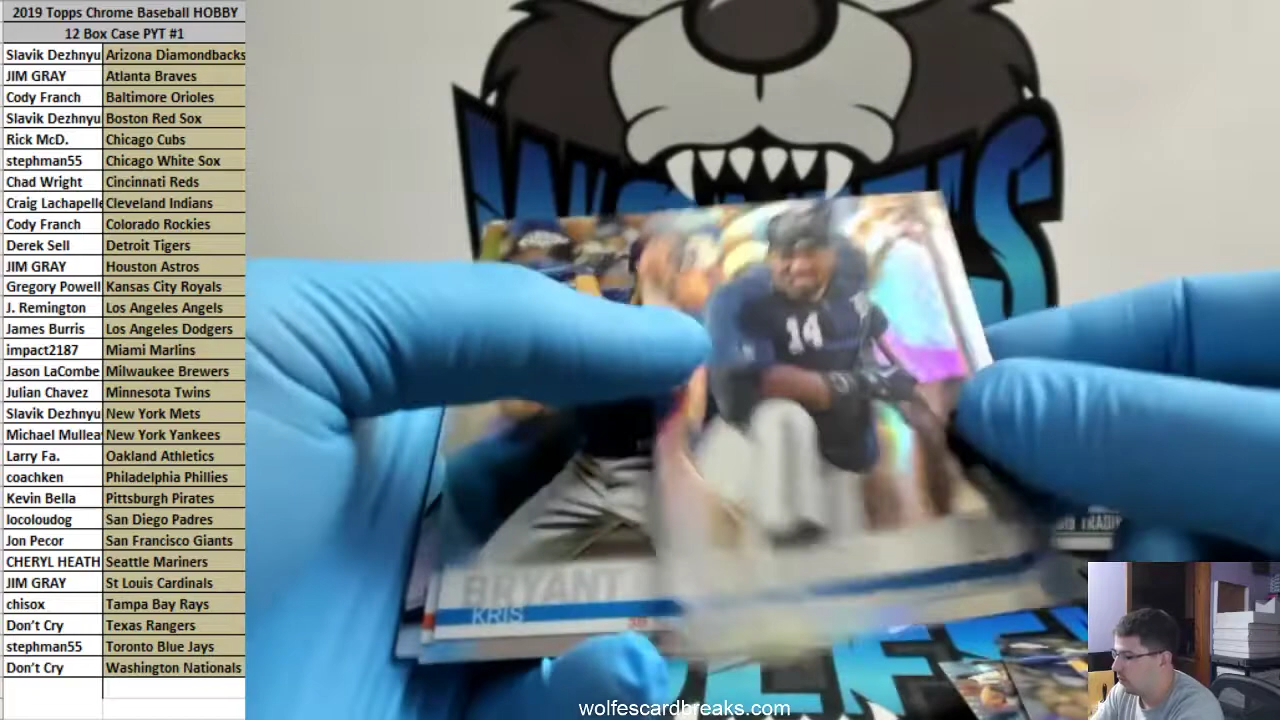 2019 Topps Chrome Baseball HOBBY
12 Box Case PYT #1
Slavik Dezhnyu Arizona Diamondbacks
JIM GRAY Atlanta Braves
Cody Franch Baltimore Orioles
Slavik Dezhnyu Boston Red Sox
Rick McD. Chicago Cubs
stephman55 Chicago White Sox
Chad Wright Cincinnati Reds
Craig Lachapelle Cleveland Indians
Cody Franch Colorado Rockies
Derek Sell Detroit Tigers
JIM GRAY Houston Astros
Gregory Powell Kansas City Royals
J. Remington Los Angeles Angels
James Burris Los Angeles Dodgers
impact2187 Miami Marlins
Jason LaCombe Milwaukee Brewers
Julian Chavez Minnesota Twins
Slavik Dezhnyu New York Mets
Michael Mullea New York Yankees
Larry Fa. Oakland Athletics
coachken Philadelphia Phillies
Kevin Bella Pittsburgh Pirates
locoloudog San Diego Padres
Jon Pecor San Francisco Giants
CHERYL HEATH Seattle Mariners
JIM GRAY St Louis Cardinals
chisox Tampa Bay Rays
Don't Cry Texas Rangers
stephman55 Toronto Blue Jays
Don't Cry Washington Nationals
14
BRYANT
KRIS
wolfescardbreaks.com